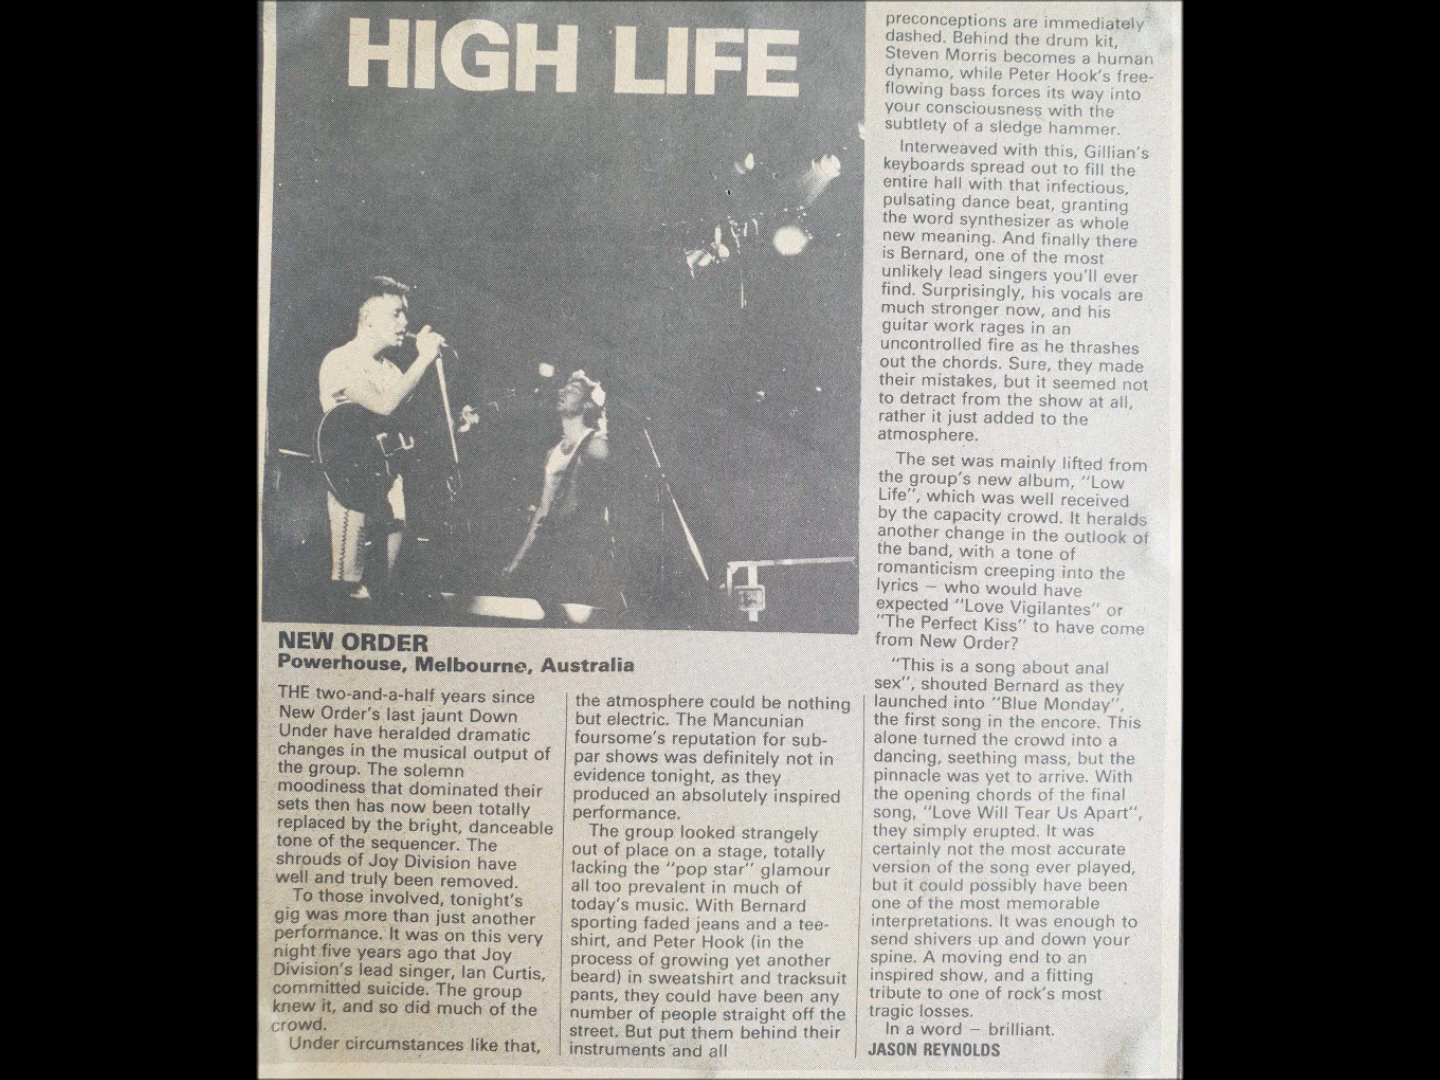 HIGH LIFE
NEW ORDER
Powerhouse, Melbourne, Australia
THE two-and-a-half years since
New Order's last jaunt Down
Under have heralded dramatic
changes in the musical output of
the group. The solemn
moodiness that dominated their
sets then has now been totally
replaced by the bright, danceable
tone of the sequencer. The
shrouds of Joy Division have
well and truly been removed.
To those involved, tonight's
gig was more than just another
performance. It was on this very
night five years ago that Joy
Division's lead singer, Ian Curtis,
committed suicide. The group
knew it, and so did much of the
crowd.
Under circumstances like that,
the atmosphere could be nothing
but electric. The Mancunian
foursome's reputation for sub-
par shows was definitely not in
evidence tonight, as they
produced an absolutely inspired
performance.
The group looked strangely
out of place on a stage, totally
lacking the "pop star" glamour
all too prevalent in much of
today's music. With Bernard
sporting faded jeans and a tee-
shirt, and Peter Hook (in the
process of growing yet another
beard) in sweatshirt and tracksuit
pants, they could have been any
number of people straight off the
street. But put them behind their
instruments and all
preconceptions are immediately
dashed. Behind the drum kit,
Steven Morris becomes a human
dynamo, while Peter Hook's free-
flowing bass forces its way into
your consciousness with the
subtlety of a sledge hammer.
Interweaved with this, Gillian's
keyboards spread out to fill the
entire hall with that infectious,
pulsating dance beat, granting
the word synthesizer as whole
new meaning. And finally there
is Bernard, one of the most
unlikely lead singers you'll ever
find. Surprisingly, his vocals are
much stronger now, and his
guitar work rages in an
uncontrolled fire as he thrashes
out the chords. Sure, they made
their mistakes, but it seemed not
to detract from the show at all,
rather it just added to the
atmosphere.
The set was mainly lifted from
the group's new album, "Low
Life", which was well received
by the capacity crowd. It heralds
another change in the outlook of
the band, with a tone of
romanticism creeping into the
lyrics — who would have
expected "Love Vigilantes" or
"The Perfect Kiss" to have come
from New Order?
"This is a song about anal
sex", shouted Bernard as they
launched into "Blue Monday",
the first song in the encore. This
alone turned the crowd into a
dancing, seething mass, but the
pinnacle was yet to arrive. With
the opening chords of the final
song, "Love Will Tear Us Apart",
they simply erupted. It was
certainly not the most accurate
version of the song ever played,
but it could possibly have been
one of the most memorable
interpretations. It was enough to
send shivers up and down your
spine. A moving end to an
inspired show, and a fitting
tribute to one of rock's most
tragic losses.
In a word — brilliant.
JASON REYNOLDS